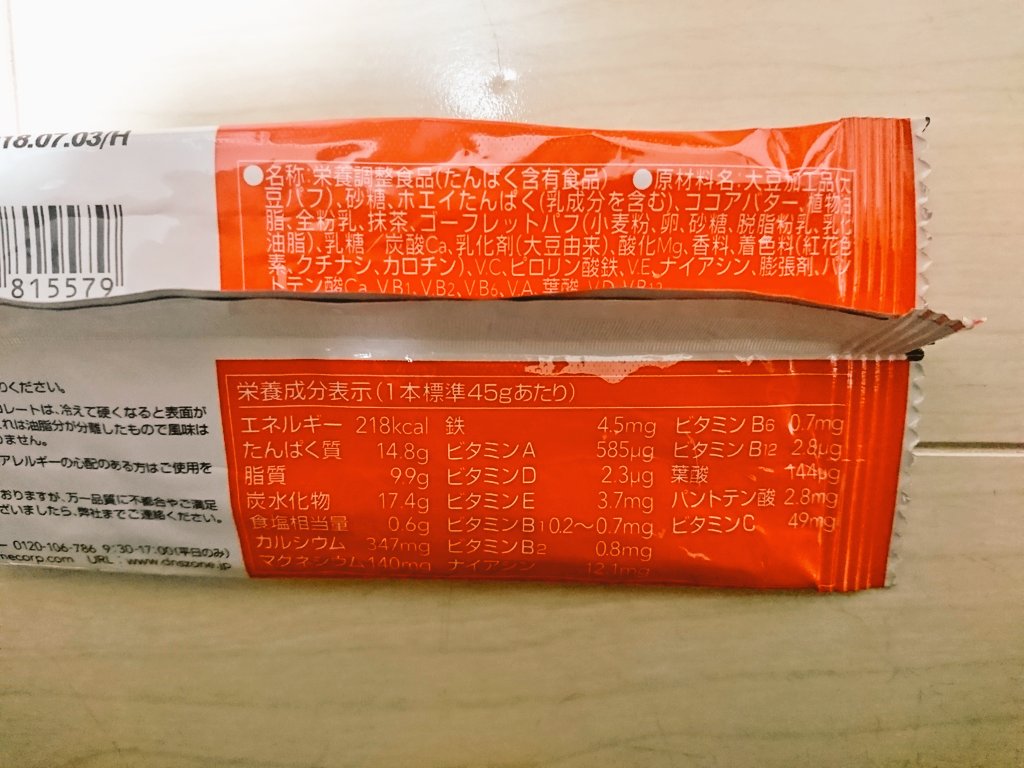 18.07.03/H
●名称:栄養調整食品(たんぱく含有食品) ●原材料名:大豆加工品(大
豆パフ)、砂糖、ホエイたんぱく(乳成分を含む)、ココアバター、植物油
脂、全粉乳、抹茶、コーフレットパフ(小麦粉、卵、砂糖、脱脂粉乳、乳化
油脂)、乳糖 炭酸Ca、乳化剤(大豆由来)、酸化Mg、香料、着色料(紅花色
素、クチナシ、カロチン)、V.C、ピロリン酸鉄、V.E、ナイアシン、膨張剤、パン
トテン酸Ca、V.B1、V.B2、V.B6、V.A、葉酸、V.D、V.B12
815579
栄養成分表示(1本標準45gあたり)
エネルギー 218kcal 鉄 4.5mg ビタミンB6 0.7mg
たんぱく質 14.8g ビタミンA 585μg ビタミンB12 2.8μg
脂質 9.9g ビタミンD 2.3μg 葉酸 144μg
炭水化物 17.4g ビタミンE 3.7mg パントテン酸 2.8mg
食塩相当量 0.6g ビタミンB1 0.2〜0.7mg ビタミンC 49mg
カルシウム 347mg ビタミンB2 0.8mg
マグネシウム 140mg ナイアシン 12.1mg
ください。
レートは、冷えて硬くなると表面が
れは油脂分が分離したもので風味は
ません。
アレルギーの心配のある方はご使用を
おりますが、万一品質に不都合やご満足
ざいましたら、弊社までご連絡ください。
0120-106-786 9:30-17:00(平日のみ)
necorp.com URL:www.dnszone.jp